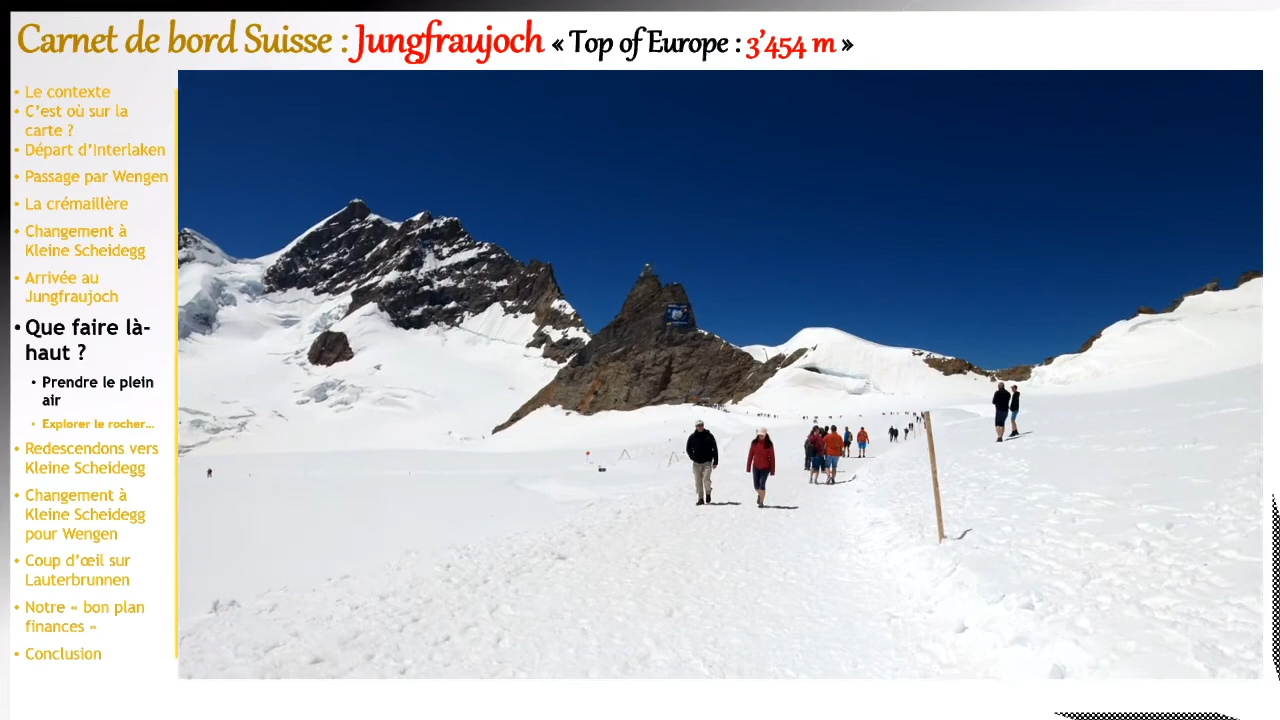 Carnet de bord Suisse : Jungfraujoch « Top of Europe : 3’454 m »
• Le contexte
• C’est où sur la
carte ?
• Départ d’Interlaken
• Passage par Wengen
• La crémaillère
• Changement à
Kleine Scheidegg
• Arrivée au
Jungfraujoch
• Que faire là-
haut ?
• Prendre le plein
air
• Explorer le rocher…
• Redescendons vers
Kleine Scheidegg
• Changement à
Kleine Scheidegg
pour Wengen
• Coup d’œil sur
Lauterbrunnen
• Notre « bon plan
finances »
• Conclusion